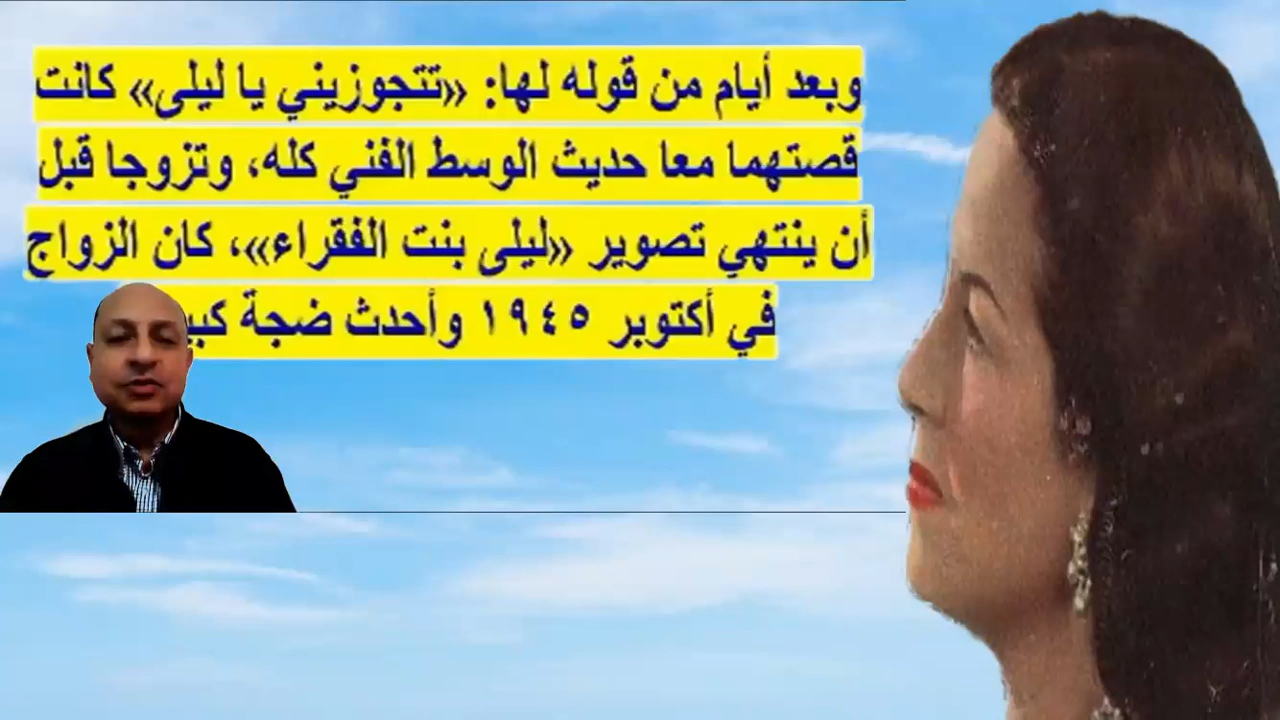 وبعد أيام من قوله لها: «تتجوزيني يا ليلى» كانت
قصتهما معا حديث الوسط الفني كله، وتزوجا قبل
أن ينتهي تصوير «ليلى بنت الفقراء»، كان الزواج
في أكتوبر ١٩٤٥ وأحدث ضجة